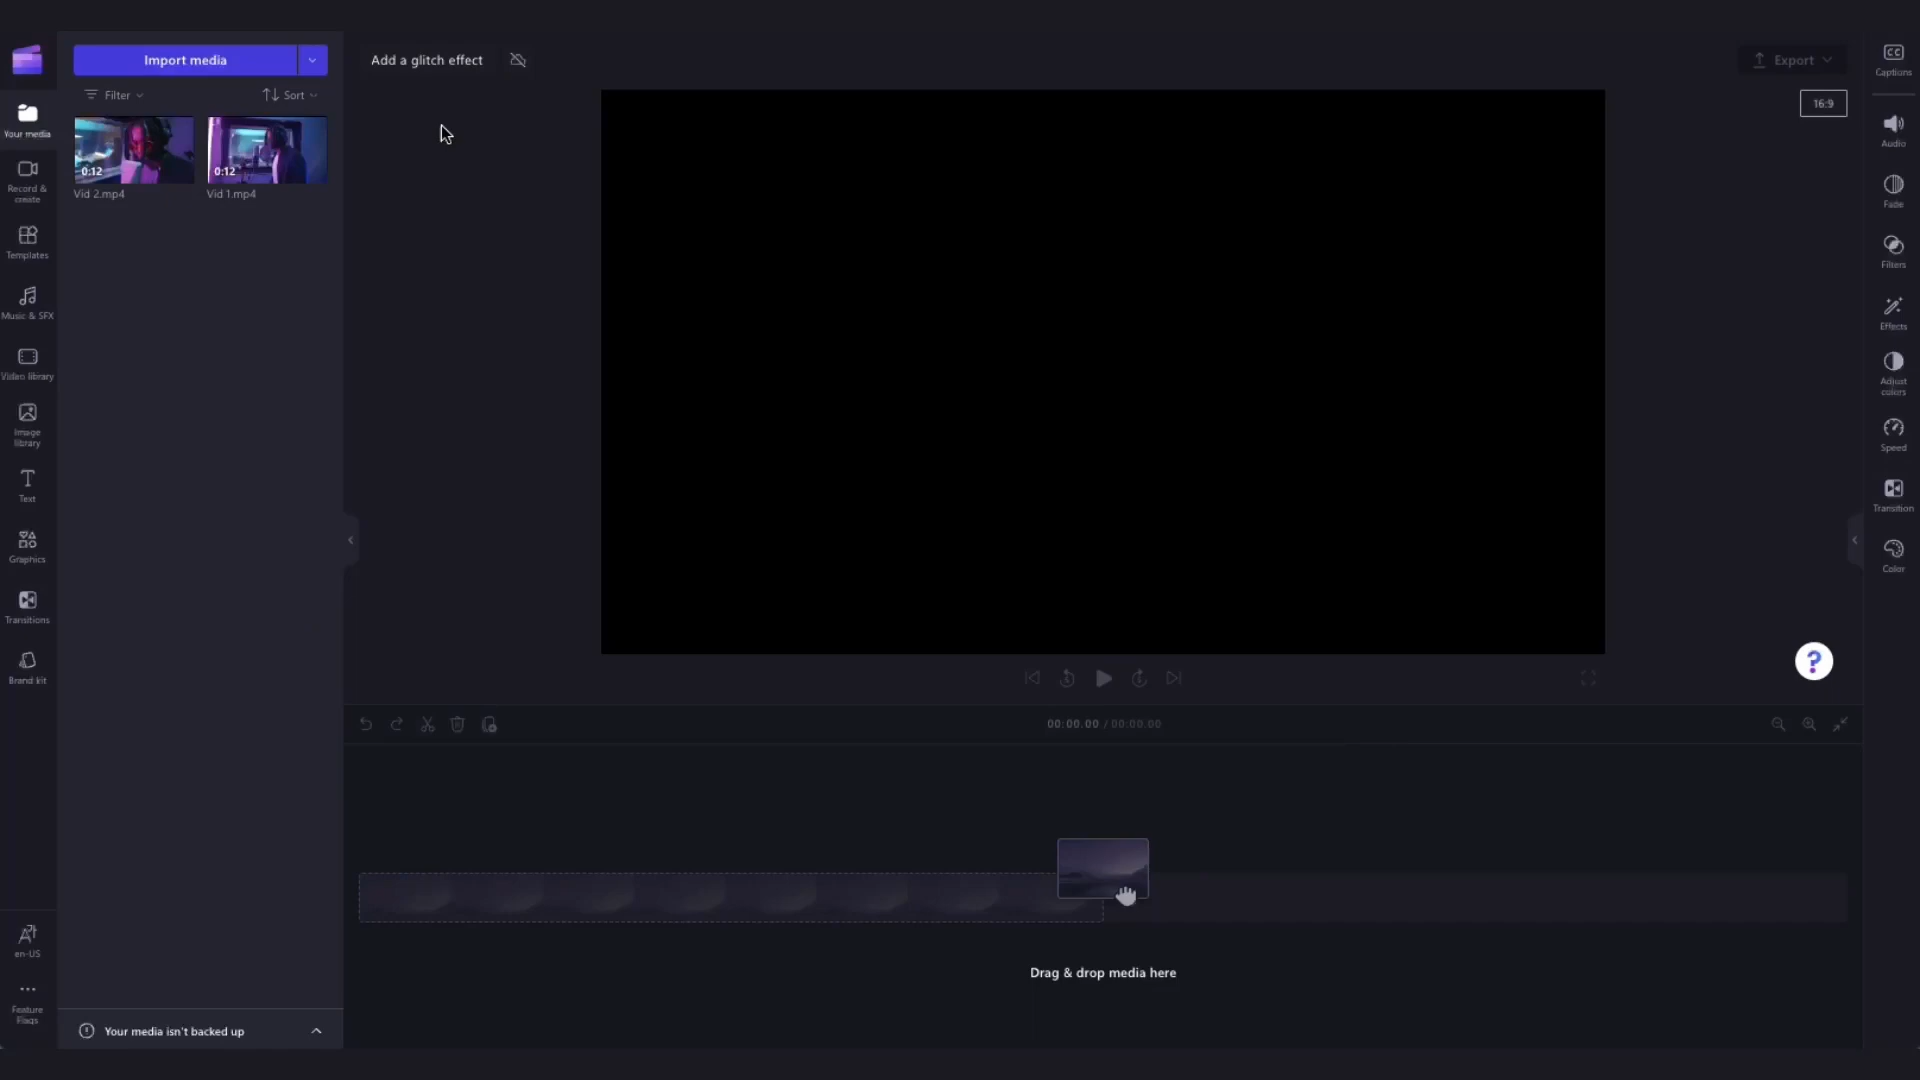 Import media
Add a glitch effect
Export
Captions
Filter
Sort
16:9
Your media
0:12
0:12
Vid 2.mp4
Vid 1.mp4
Audio
Record &
create
Fade
Templates
Filters
Music & SFX
Effects
Video library
Adjust
colors
Image
library
Speed
Text
Transition
Graphics
Color
Transitions
Brand kit
00:00.00 / 00:00.00
en-US
Drag & drop media here
Feature
Flags
Your media isn't backed up